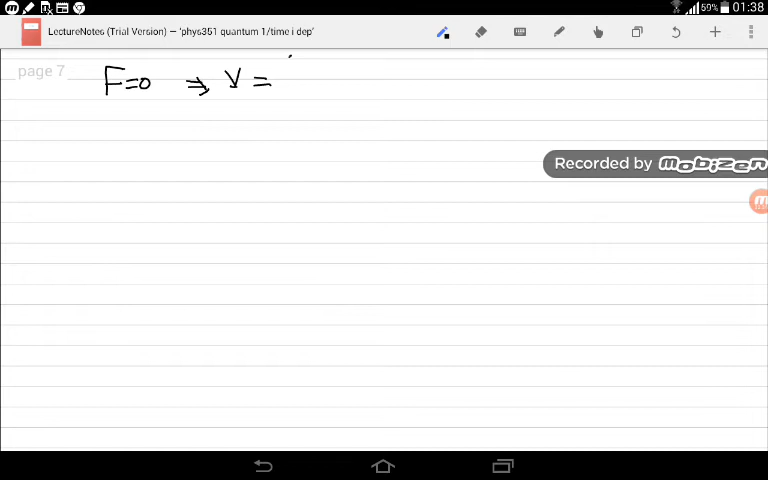 59% 01:38
LectureNotes (Trial Version) — 'phys351 quantum 1/time i dep'
page 7
F=0 ⇒ V =
Recorded by mobizen